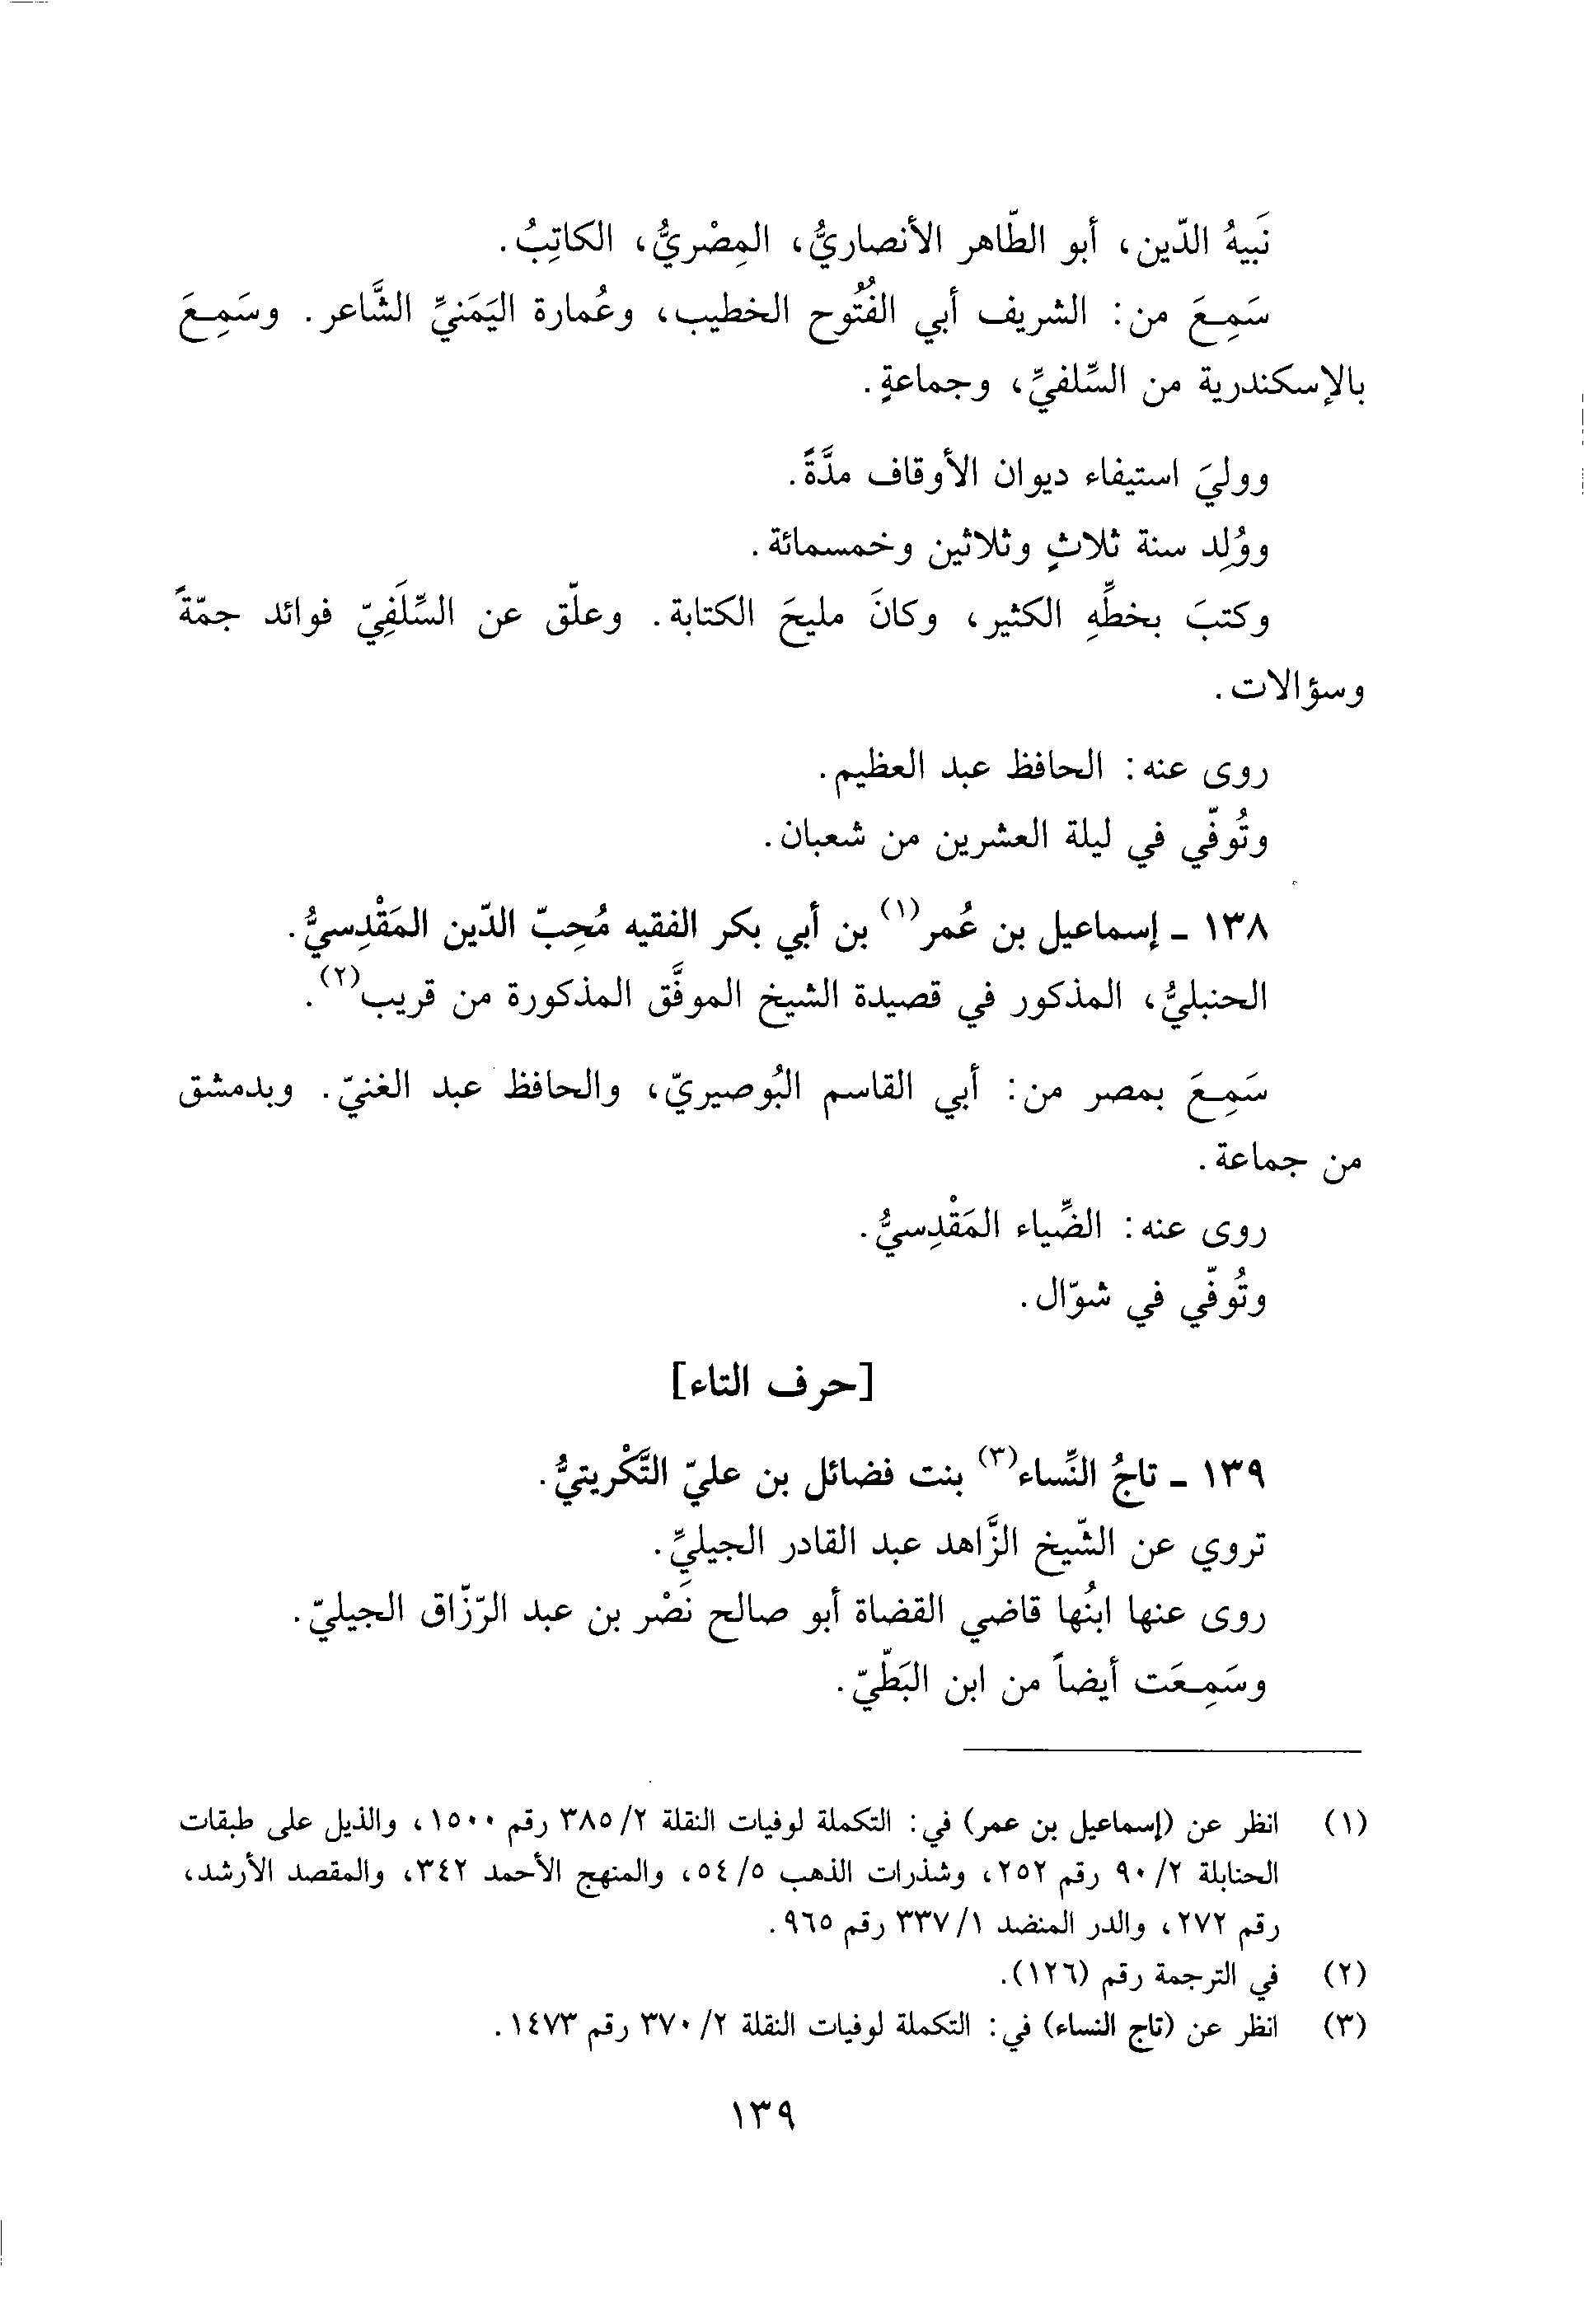 نَبيهُ الدّين، أبو الطّاهر الأنصاريُّ، المِصْريُّ، الكاتِبُ.
سَمِعَ من: الشريف أبي الفُتُوح الخطيب، وعُمارة اليَمَنيِّ الشَّاعر. وسَمِعَ
بالإسكندرية من السِّلفيِّ، وجماعةٍ.
ووليَ استيفاء ديوان الأوقاف مدَّةً.
ووُلِد سنة ثلاثٍ وثلاثين وخمسمائة.
وكتبَ بخطِّهِ الكثير، وكانَ مليحَ الكتابة. وعلّق عن السِّلَفِيّ فوائد جمّةً
وسؤالات.
روى عنه: الحافظ عبد العظيم.
وتُوفّي في ليلة العشرين من شعبان.
١٣٨ ـ إسماعيل بن عُمر(١) بن أبي بكر الفقيه مُحِبّ الدّين المَقْدِسيُّ.
الحنبليُّ، المذكور في قصيدة الشيخ الموفَّق المذكورة من قريب(٢).
سَمِعَ بمصر من: أبي القاسم البُوصيريّ، والحافظ عبد الغنيّ. وبدمشق
من جماعة.
روى عنه: الضِّياء المَقْدِسيُّ.
وتُوفّي في شوّال.
[حرف التاء]
١٣٩ ـ تاجُ النِّساء(٣) بنت فضائل بن عليّ التَّكْريتيُّ.
تروي عن الشّيخ الزَّاهد عبد القادر الجيليِّ.
روى عنها ابنُها قاضي القضاة أبو صالح نَصْر بن عبد الرّزّاق الجيليّ.
وسَمِعَت أيضاً من ابن البَطّيّ.
(١) انظر عن (إسماعيل بن عمر) في: التكملة لوفيات النقلة ٢/ ٣٨٥ رقم ١٥٠٠، والذيل على طبقات
الحنابلة ٢/ ٩٠ رقم ٢٥٢، وشذرات الذهب ٥/ ٥٤، والمنهج الأحمد ٣٤٢، والمقصد الأرشد،
رقم ٢٧٢، والدر المنضد ١/ ٣٣٧ رقم ٩٦٥.
(٢) في الترجمة رقم (١٢٦).
(٣) انظر عن (تاج النساء) في: التكملة لوفيات النقلة ٢/ ٣٧٠ رقم ١٤٧٣.
١٣٩